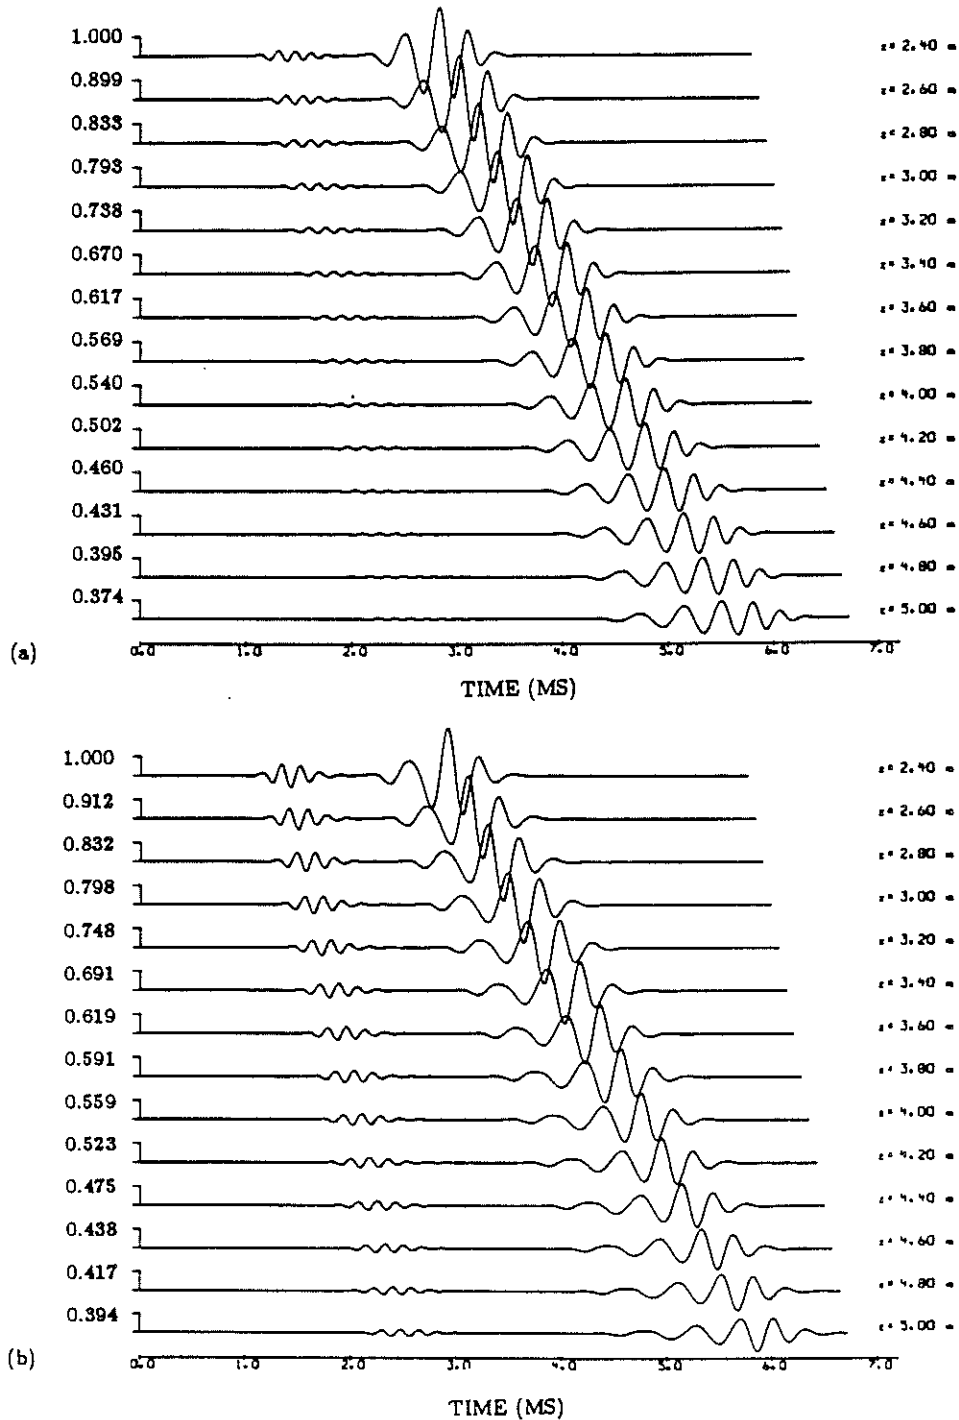 1.000 z= 2.40 m
0.899 z= 2.60 m
0.833 z= 2.80 m
0.793 z= 3.00 m
0.738 z= 3.20 m
0.670 z= 3.40 m
0.617 z= 3.60 m
0.569 z= 3.80 m
0.540 z= 4.00 m
0.502 z= 4.20 m
0.460 z= 4.40 m
0.431 z= 4.60 m
0.395 z= 4.80 m
0.374 z= 5.00 m
(a)
0.0 1.0 2.0 3.0 4.0 5.0 6.0 7.0
TIME (MS)
1.000 z= 2.40 m
0.912 z= 2.60 m
0.832 z= 2.80 m
0.798 z= 3.00 m
0.748 z= 3.20 m
0.691 z= 3.40 m
0.619 z= 3.60 m
0.591 z= 3.80 m
0.559 z= 4.00 m
0.523 z= 4.20 m
0.475 z= 4.40 m
0.438 z= 4.60 m
0.417 z= 4.80 m
0.394 z= 5.00 m
(b)
0.0 1.0 2.0 3.0 4.0 5.0 6.0 7.0
TIME (MS)